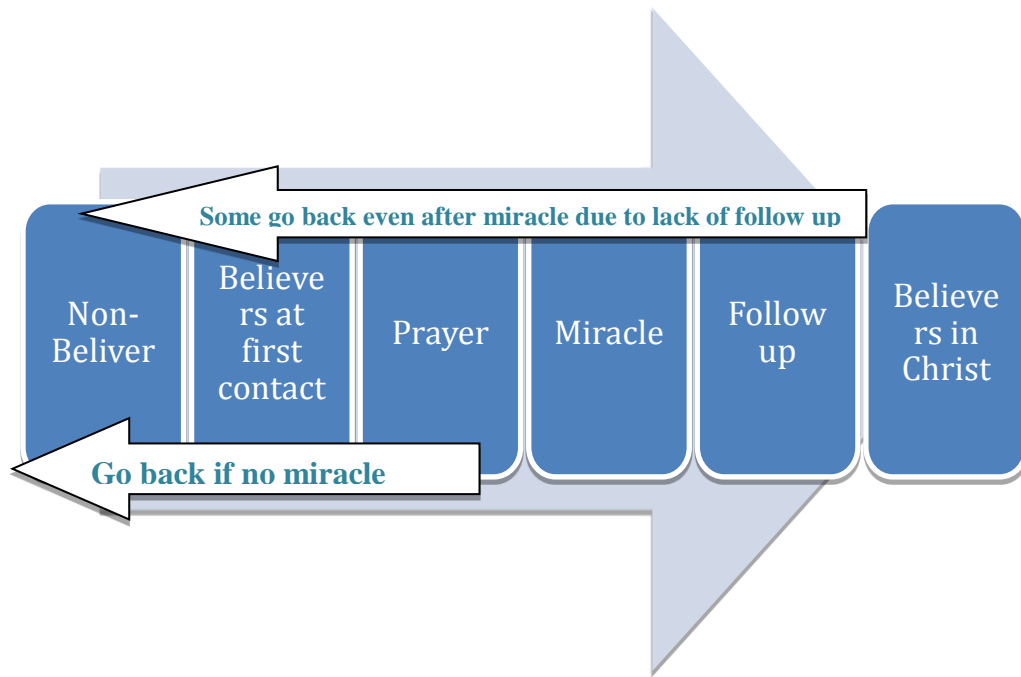 Some go back even after miracle due to lack of follow up
Non-
Beliver
Believe
rs at
first
contact
Prayer
Miracle
Follow
up
Believe
rs in
Christ
Go back if no miracle